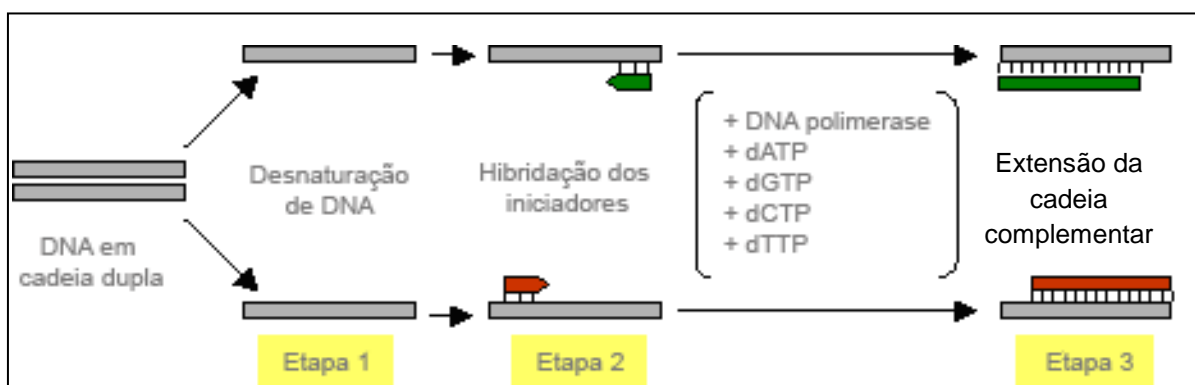 DNA em
cadeia dupla
Desnaturação
de DNA
Etapa 1
Hibridação dos
iniciadores
Etapa 2
+ DNA polimerase
+ dATP
+ dGTP
+ dCTP
+ dTTP
Extensão da
cadeia
complementar
Etapa 3